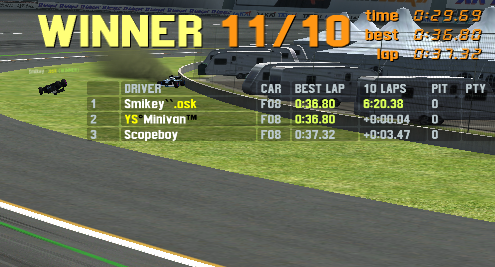 WINNER 11/10
time 0:29.69
best 0:36.80
lap 0:37.32
DRIVER CAR BEST LAP 10 LAPS PIT PTY
1 Smikey``.osk F08 0:36.80 6:20.38 0
2 YS*Minivan™ F08 0:36.80 +0:00.04 0
3 Scapeboy F08 0:37.32 +0:03.47 0